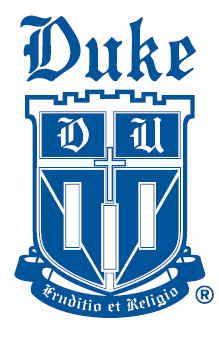 Duke
D U
Eruditio et Religio ®